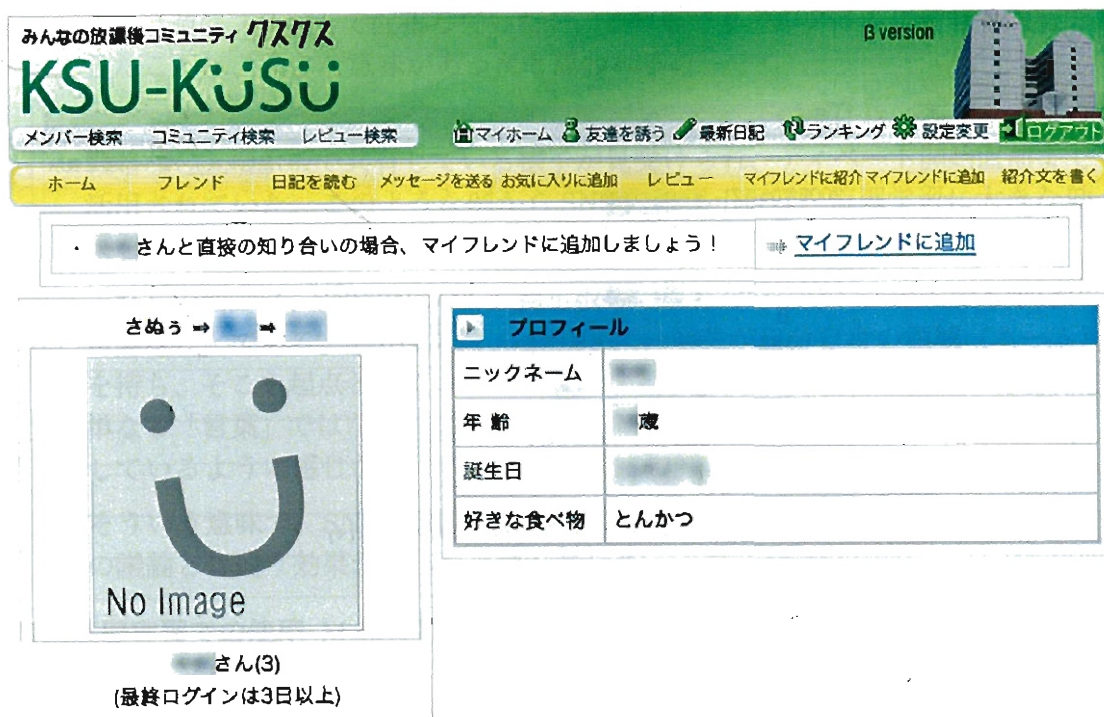 みんなの放課後コミュニティ クスクス
β version
KSU-KüSü
メンバー検索 コミュニティ検索 レビュー検索
マイホーム 友達を誘う 最新日記 ランキング 設定変更 ログアウト
ホーム フレンド 日記を読む メッセージを送る お気に入りに追加 レビュー マイフレンドに紹介 マイフレンドに追加 紹介文を書く
・ さんと直接の知り合いの場合、マイフレンドに追加しましょう! ⇒ マイフレンドに追加
さぬぅ ⇒ ⇒
No Image
さん(3)
(最終ログインは3日以上)
プロフィール
ニックネーム
年 齢 歳
誕生日
好きな食べ物 とんかつ